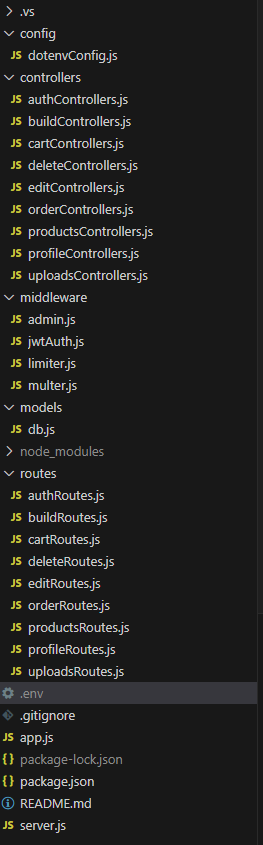 .vs
config
JS dotenvConfig.js
controllers
JS authControllers.js
JS buildControllers.js
JS cartControllers.js
JS deleteControllers.js
JS editControllers.js
JS orderControllers.js
JS productsControllers.js
JS profileControllers.js
JS uploadsControllers.js
middleware
JS admin.js
JS jwtAuth.js
JS limiter.js
JS multer.js
models
JS db.js
node_modules
routes
JS authRoutes.js
JS buildRoutes.js
JS cartRoutes.js
JS deleteRoutes.js
JS editRoutes.js
JS orderRoutes.js
JS productsRoutes.js
JS profileRoutes.js
JS uploadsRoutes.js
.env
.gitignore
JS app.js
{} package-lock.json
{} package.json
README.md
JS server.js